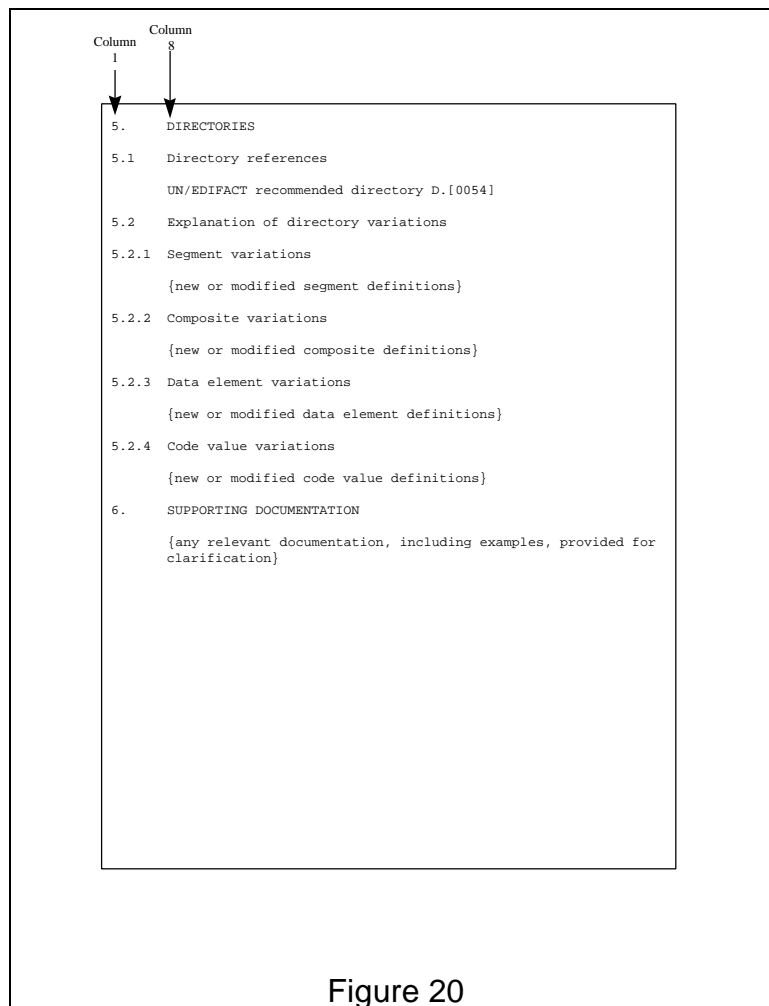 Column
8
Column
1
5. DIRECTORIES
5.1 Directory references
UN/EDIFACT recommended directory D.[0054]
5.2 Explanation of directory variations
5.2.1 Segment variations
{new or modified segment definitions}
5.2.2 Composite variations
{new or modified composite definitions}
5.2.3 Data element variations
{new or modified data element definitions}
5.2.4 Code value variations
{new or modified code value definitions}
6. SUPPORTING DOCUMENTATION
{any relevant documentation, including examples, provided for
clarification}
Figure 20